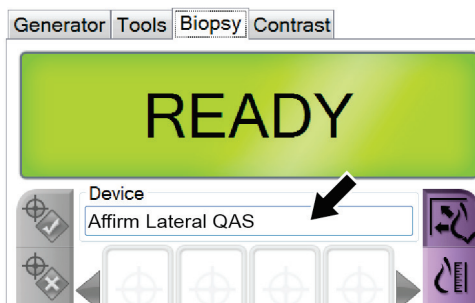 Generator Tools Biopsy Contrast
READY
Device
Affirm Lateral QAS